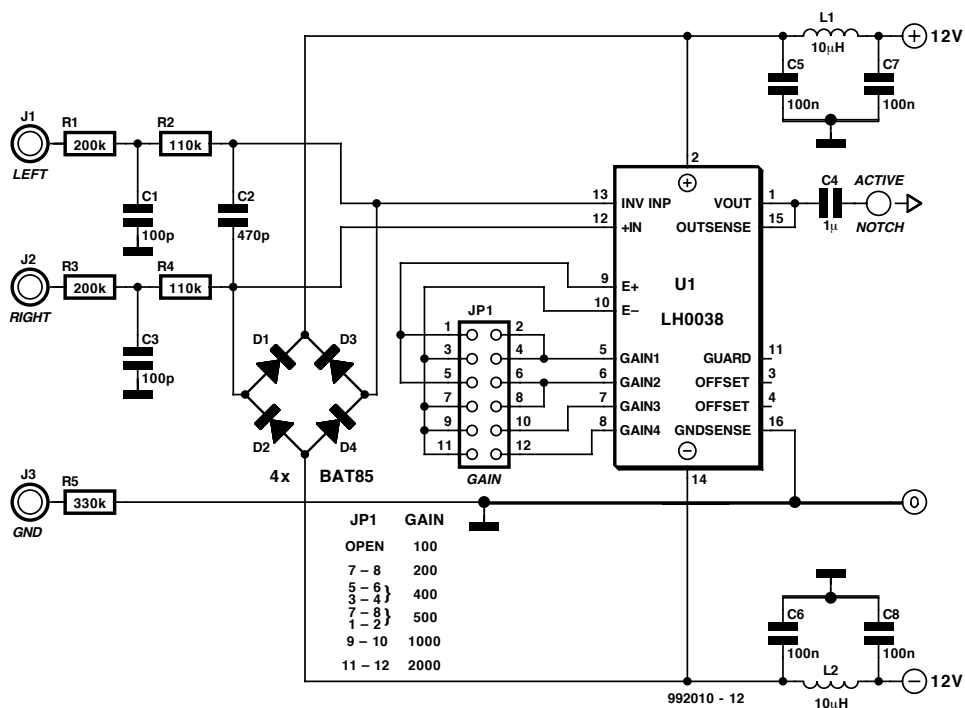 L1
12V
10μH
C5
C7
100n
100n
J1
R1
R2
200k
110k
LEFT
2
C1
C2
100p
470p
13
INV INP
VOUT
1
C4
ACTIVE
12
+IN
OUTSENSE
15
1μ
NOTCH
J2
R3
R4
200k
110k
RIGHT
9
E+
U1
10
E–
LH0038
JP1
C3
100p
D1
D3
1
2
3
4
5
GAIN1
GUARD
11
5
6
6
GAIN2
OFFSET
3
7
8
7
GAIN3
OFFSET
4
9
10
8
GAIN4
GNDSENSE
16
11
12
D2
D4
4x
BAT85
GAIN
14
J3
R5
330k
GND
0
JP1 GAIN
OPEN 100
7 – 8 200
5 – 6
3 – 4 } 400
7 – 8
1 – 2 } 500
9 – 10 1000
11 – 12 2000
C6
C8
100n
100n
L2
12V
992010 - 12
10μH